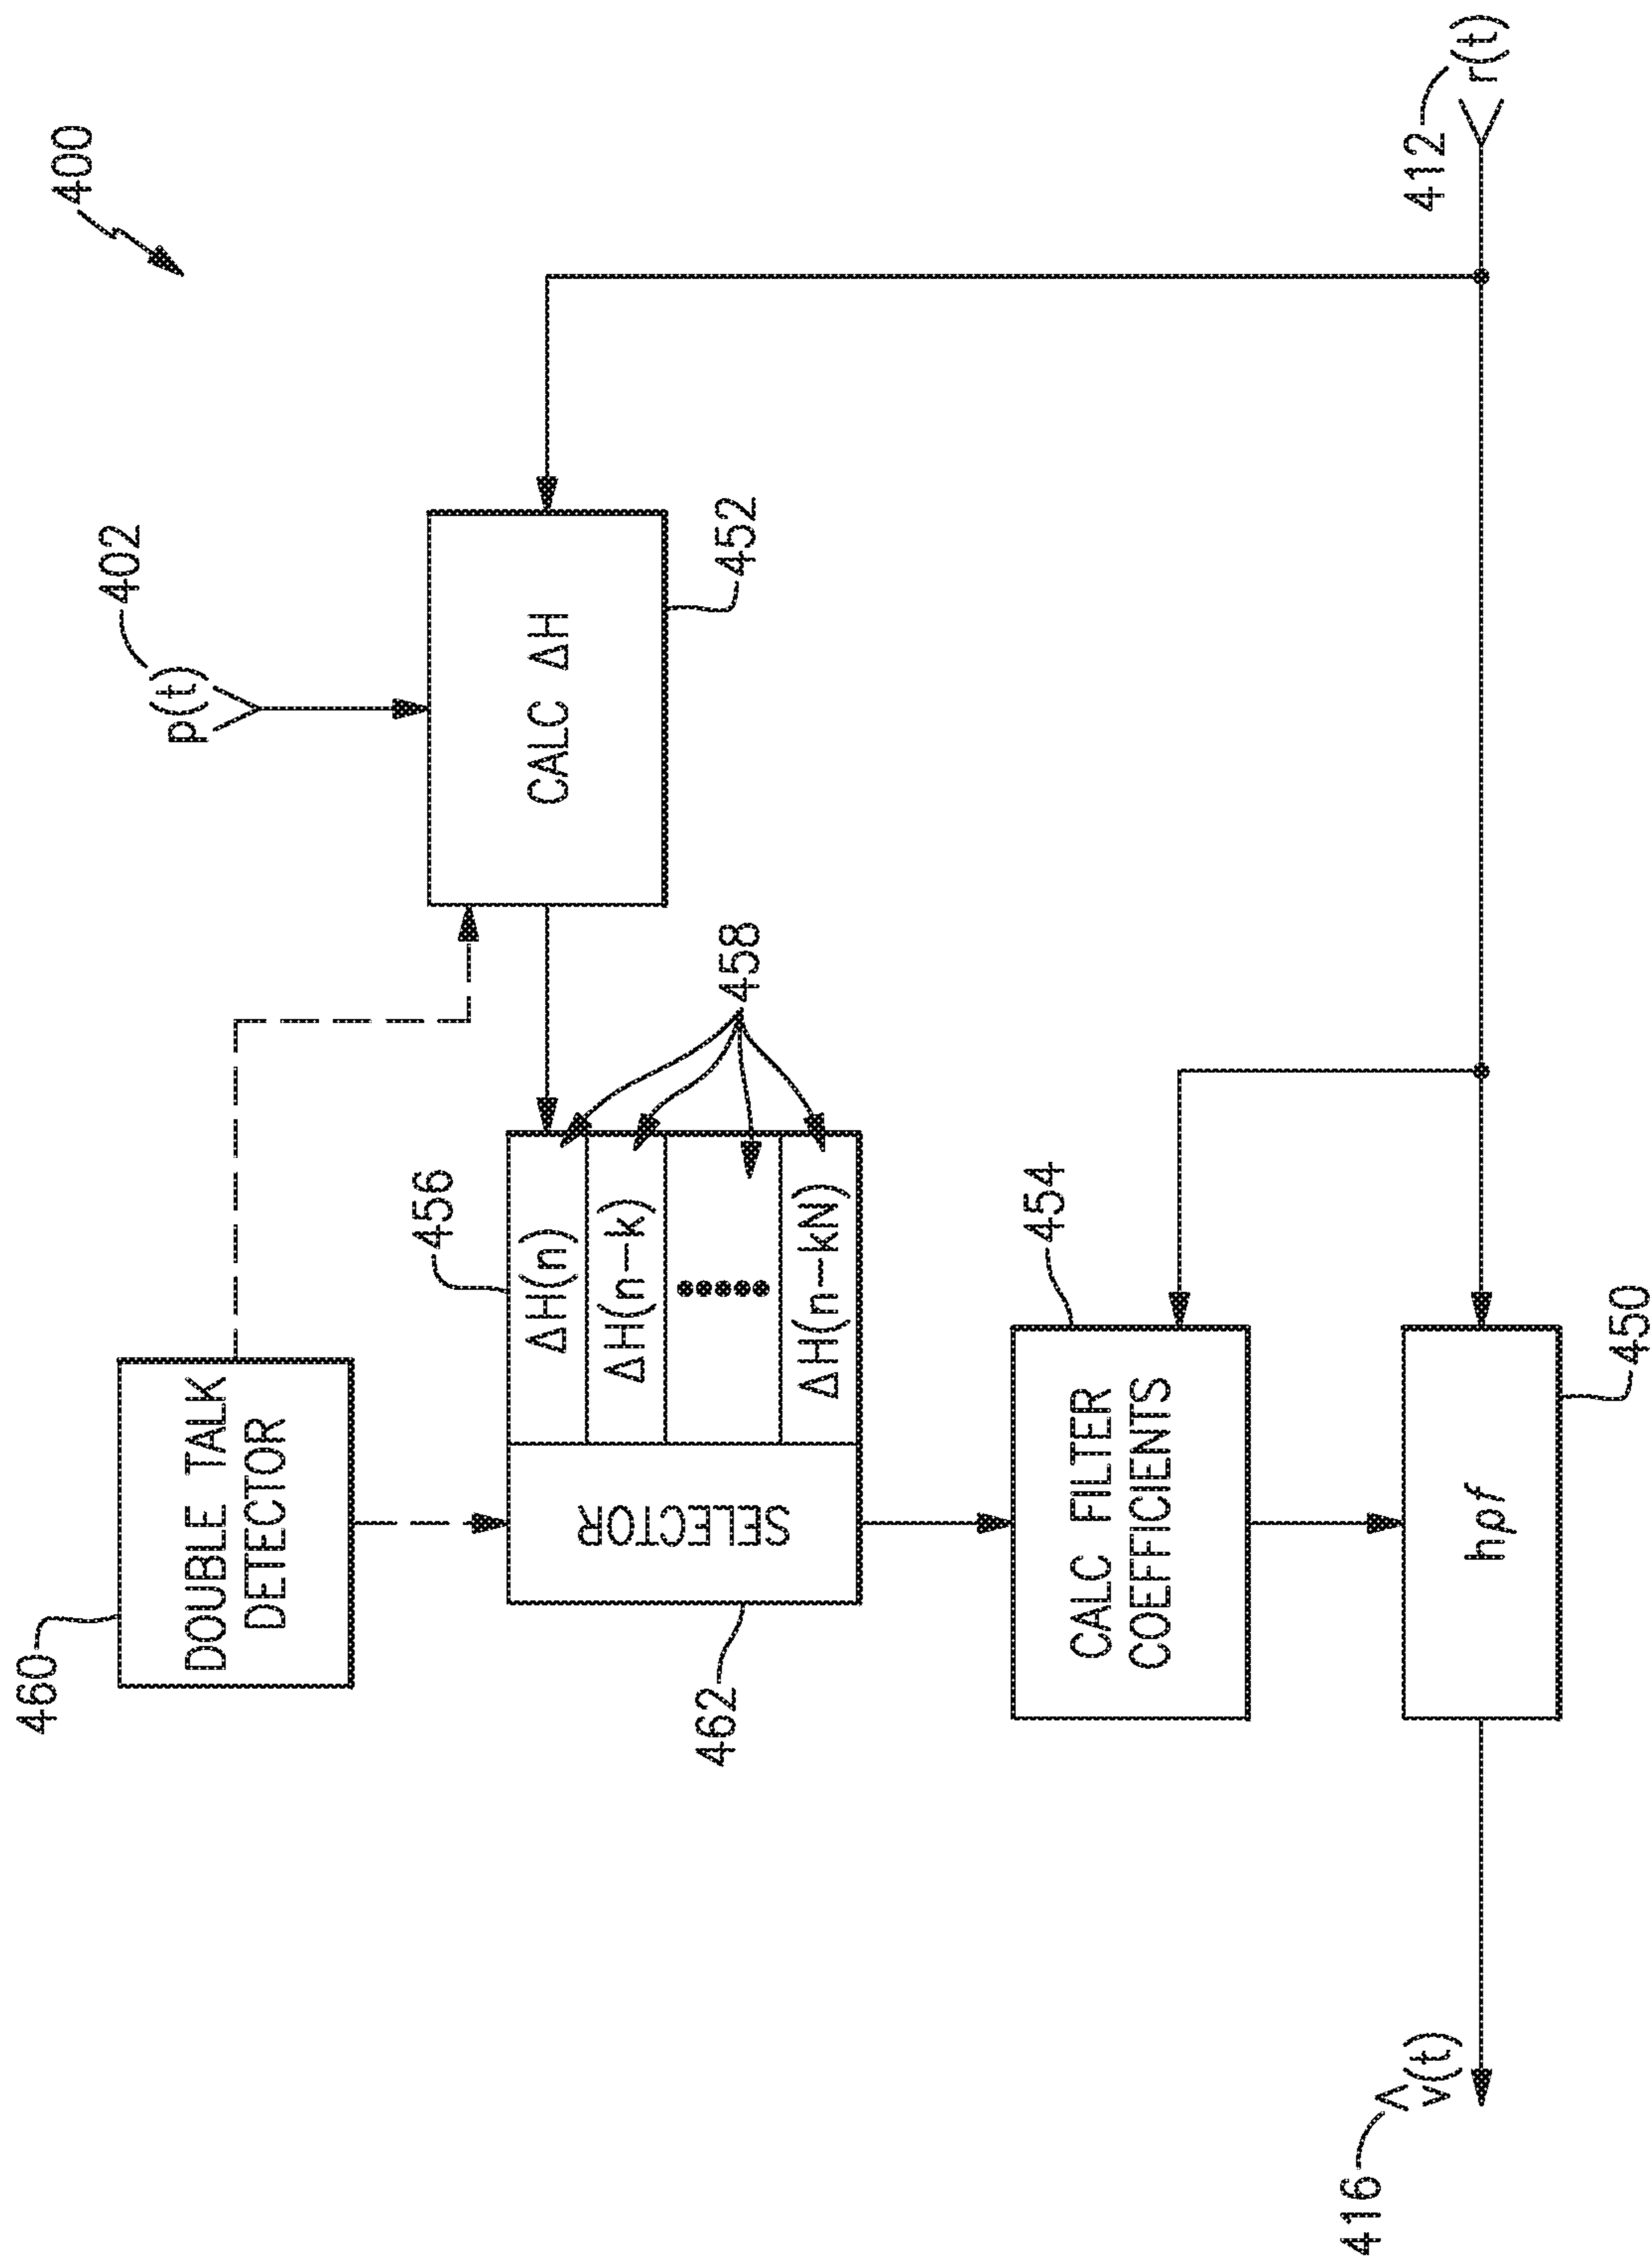 400
p(t)
402
460
DOUBLE TALK
DETECTOR
CALC ΔH
452
456
458
SELECTOR
ΔH(n)
ΔH(n-k)
•••••
ΔH(n-kN)
462
454
CALC FILTER
COEFFICIENTS
412
r(t)
hpf
450
416
v̂(t)